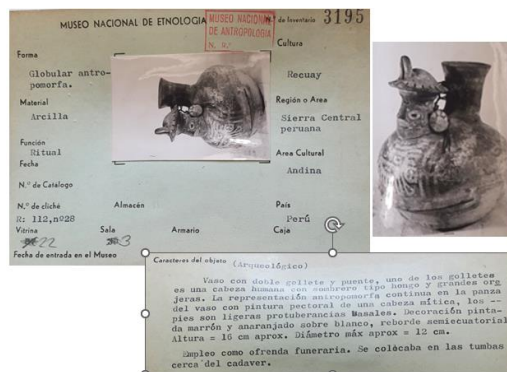 MUSEO NACIONAL DE ETNOLOGIA
MUSEO NACIONAL
DE ANTROPOLOGIA
N.
de Inventario 3195
Forma
Globular antro-
pomorfa.
Material
Arcilla
Función
Ritual
Fecha
N.º de Catálogo
N.º de cliché
R: 112,nº28
Almacén
Vitrina
22
Sala
3
Armario
Fecha de entrada en el Museo
Cultura
Recuay
Región o Area
Sierra Central
peruana
Area Cultural
Andina
País
Perú
Caja
Caracteres del objeto (Arqueológico)
Vaso con doble gollete y puente, uno de los golletes
es una cabeza humana con sombrero tipo hongo y grandes org
jeras. La representación antropomorfa continua en la panza
del vaso con pintura pectoral de una cabeza mítica, los --
pies son ligeras protuberancias basales. Decoración pinta-
da marrón y anaranjado sobre blanco, reborde semiecuatorial
Altura = 16 cm aprox. Diámetro máx aprox = 12 cm.
Empleo como ofrenda funeraria. Se colocaba en las tumbas
cerca del cadaver.